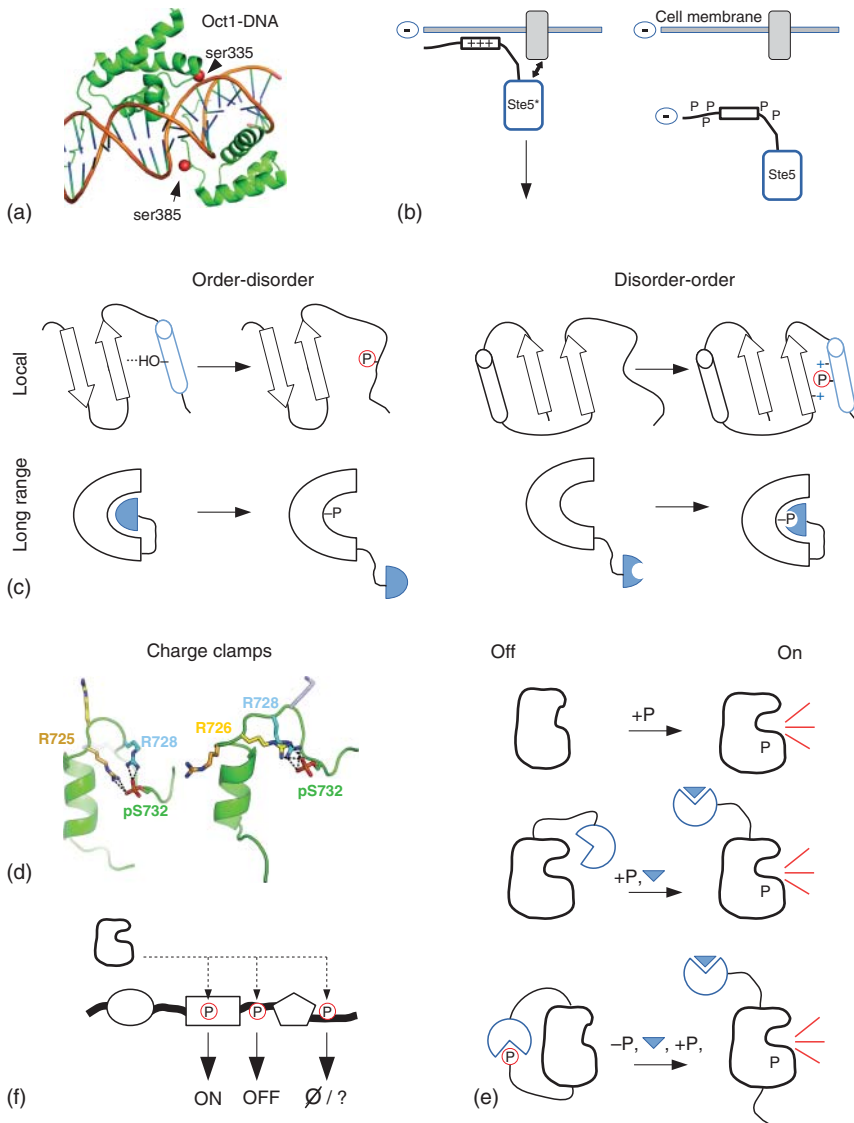 Oct1-DNA
ser335
ser385
(a)
-
+++
Ste5*
Cell membrane
-
P P P P P
-
Ste5
(b)
Order-disorder
Disorder-order
Local
···HO–
P
+-
P-
-+
Long range
–P
–P
(c)
Charge clamps
R725
R728
pS732
R726
R728
pS732
(d)
Off
On
+P
P
+P,
P
P
–P, , +P,
P
(e)
P P P
ON OFF Ø / ?
(f)